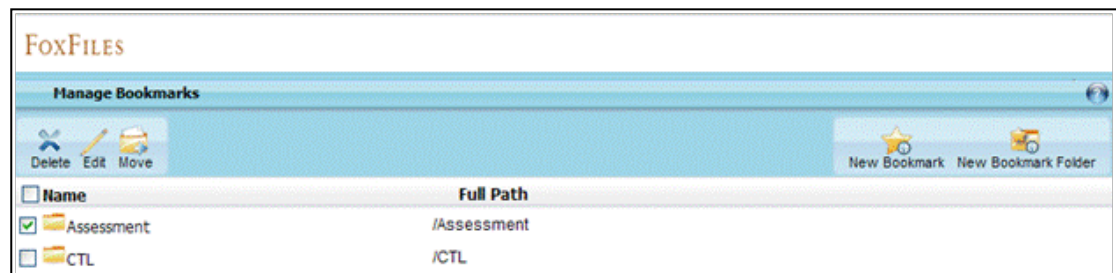 FOXFILES
Manage Bookmarks
Delete Edit Move New Bookmark New Bookmark Folder
Name Full Path
Assessment /Assessment
CTL /CTL